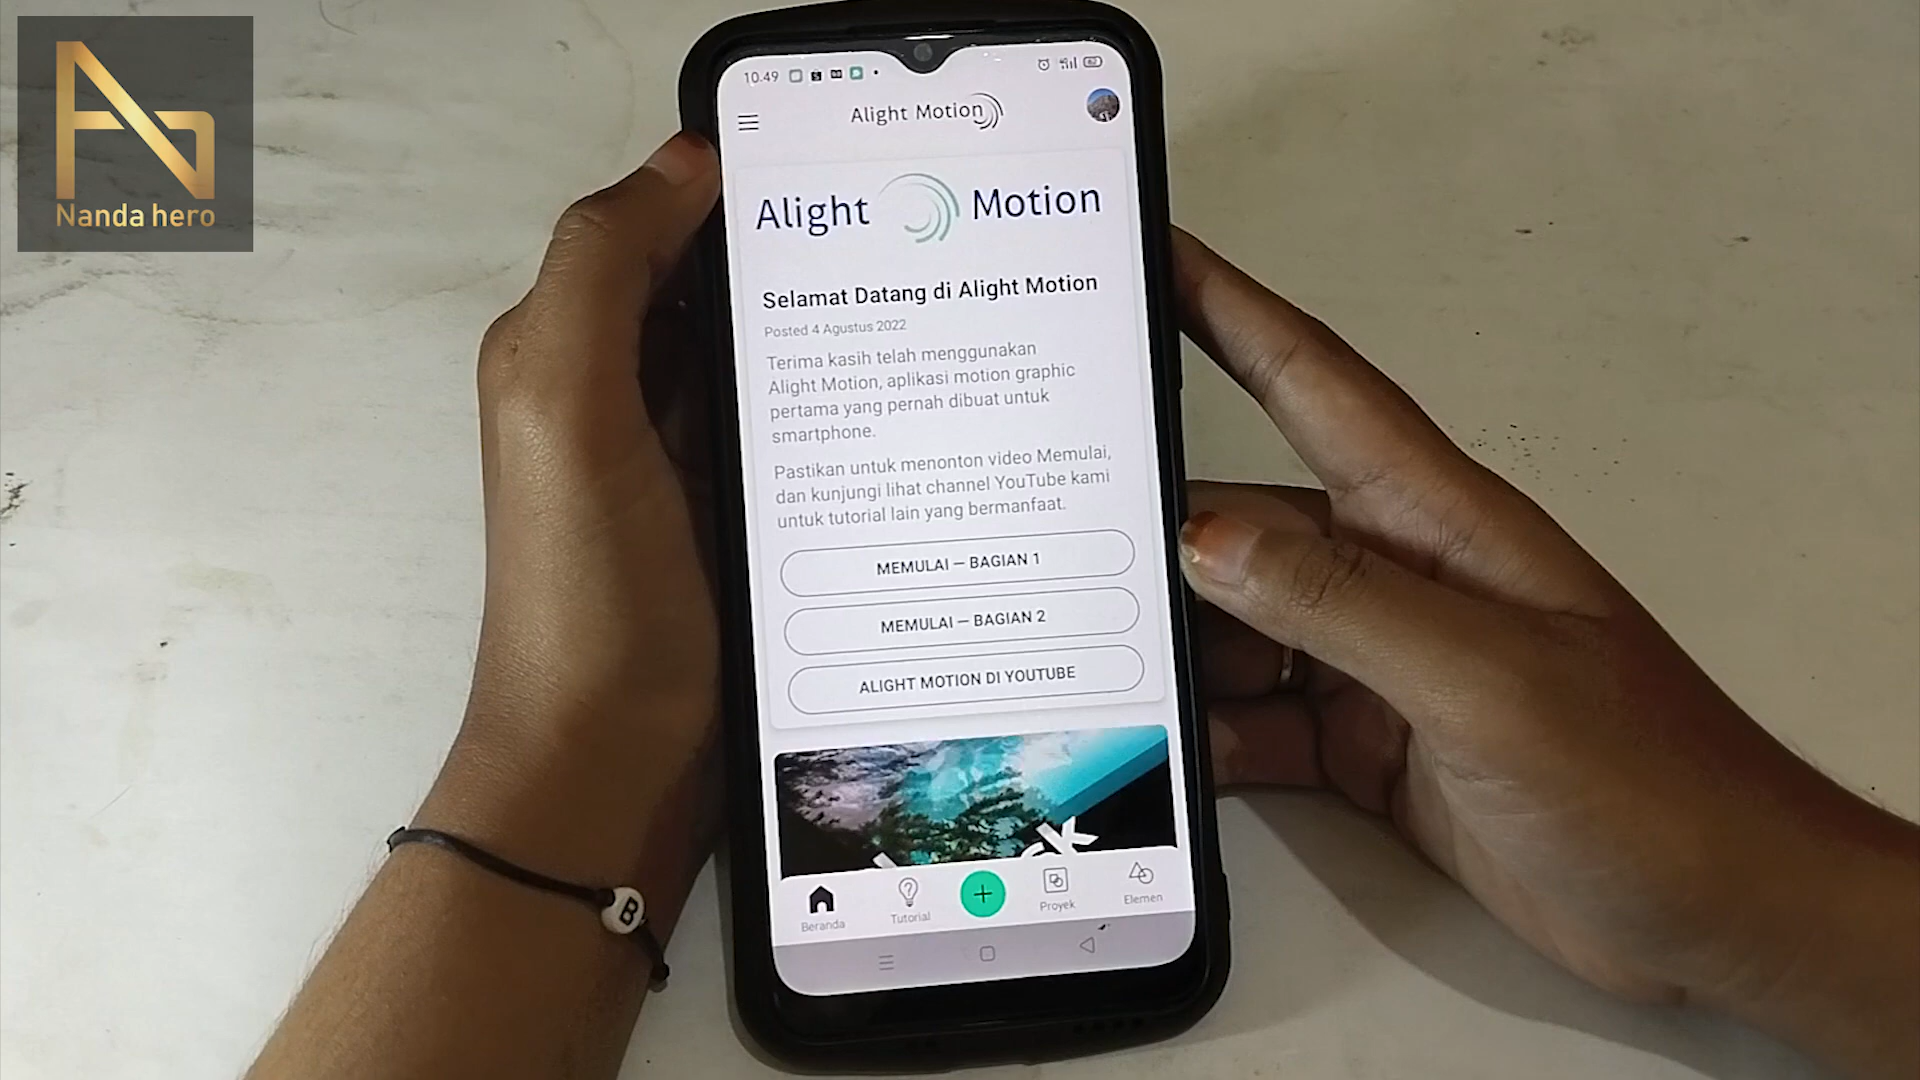 Nanda hero
10.49
Alight Motion
Alight Motion
Selamat Datang di Alight Motion
Posted 4 Agustus 2022
Terima kasih telah menggunakan
Alight Motion, aplikasi motion graphic
pertama yang pernah dibuat untuk
smartphone.
Pastikan untuk menonton video Memulai,
dan kunjungi lihat channel YouTube kami
untuk tutorial lain yang bermanfaat.
MEMULAI — BAGIAN 1
MEMULAI — BAGIAN 2
ALIGHT MOTION DI YOUTUBE
Beranda
Tutorial
Proyek
Elemen
B